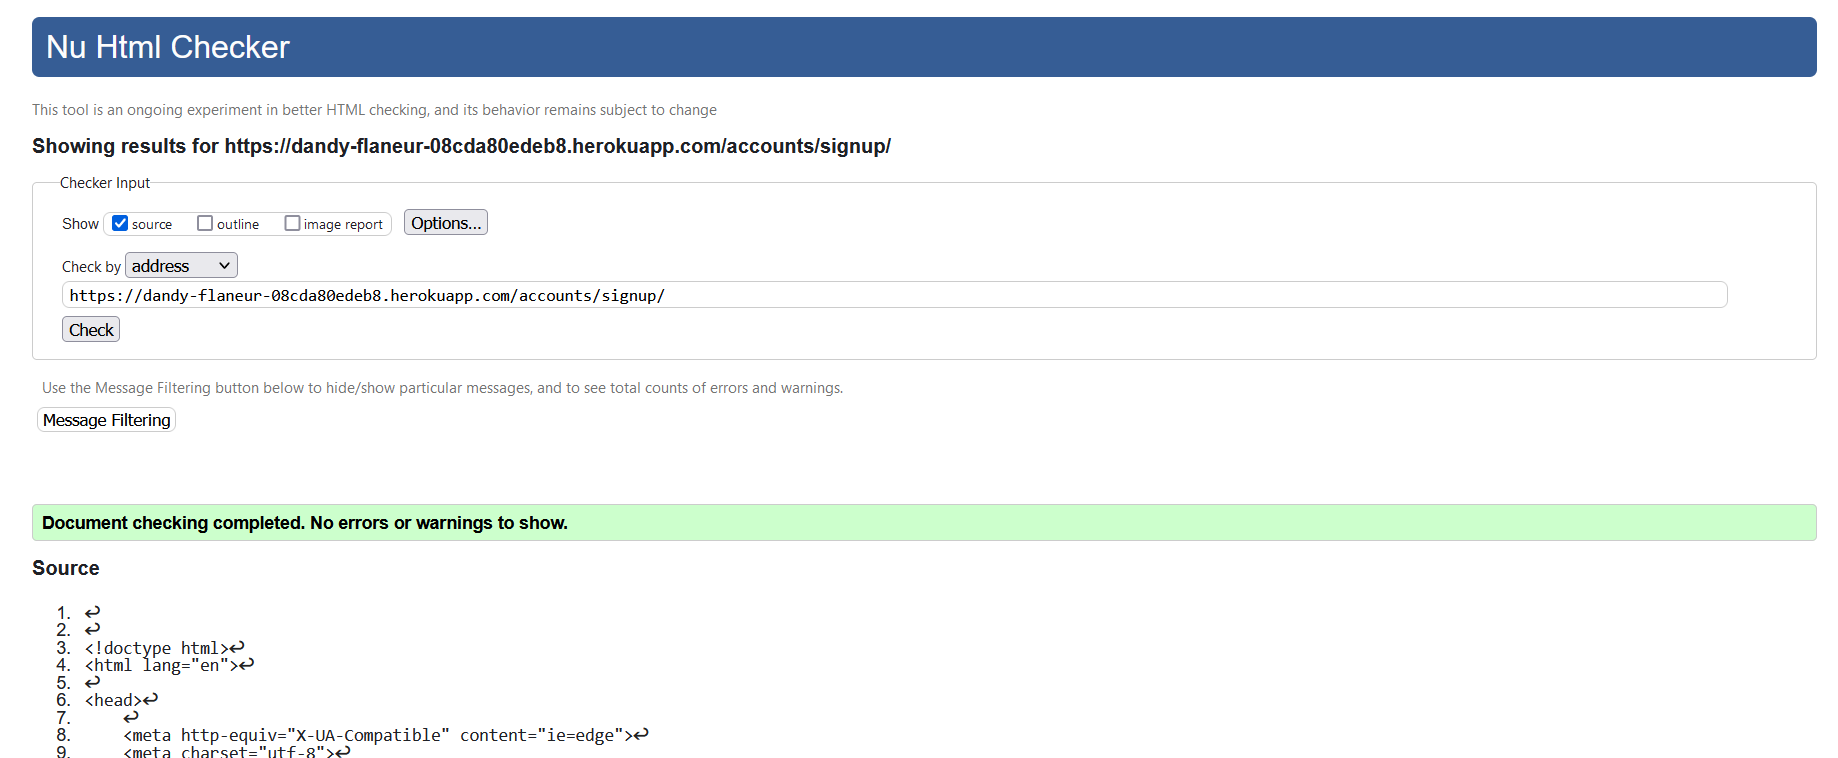 Nu Html Checker
This tool is an ongoing experiment in better HTML checking, and its behavior remains subject to change
Showing results for https://dandy-flaneur-08cda80edeb8.herokuapp.com/accounts/signup/
Checker Input
Show source outline image report Options...
Check by address
https://dandy-flaneur-08cda80edeb8.herokuapp.com/accounts/signup/
Check
Use the Message Filtering button below to hide/show particular messages, and to see total counts of errors and warnings.
Message Filtering
Document checking completed. No errors or warnings to show.
Source
1. ↩
2. ↩
3. <!doctype html>↩
4. <html lang="en">↩
5. ↩
6. <head>↩
7. ↩
8. <meta http-equiv="X-UA-Compatible" content="ie=edge">↩
9. <meta charset="utf-8">↩